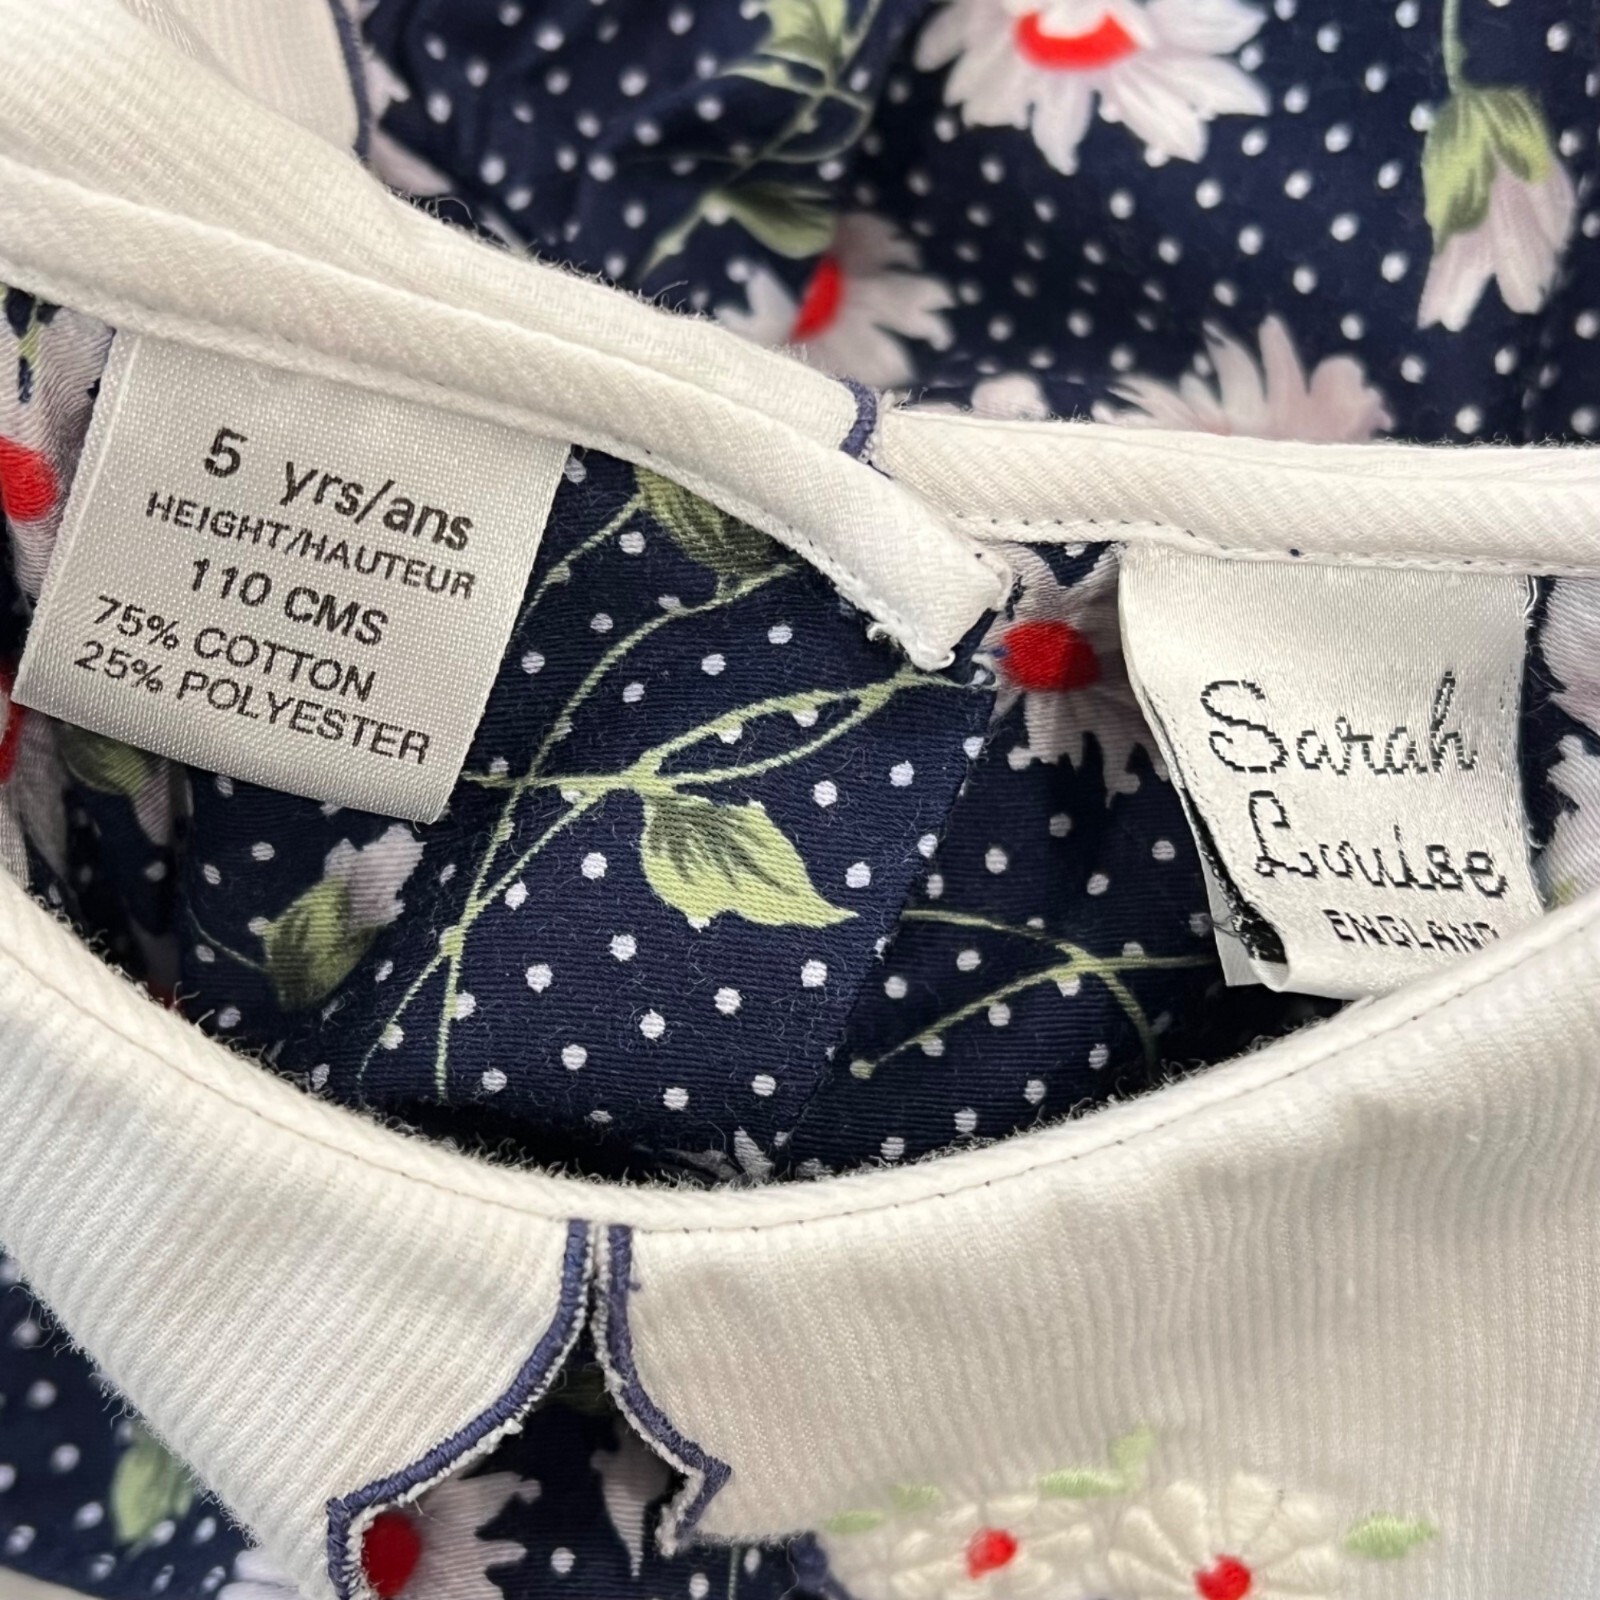 5 yrs/ans
HEIGHT/HAUTEUR
110 CMS
75% COTTON
25% POLYESTER
Sarah
Louise
ENGLAND